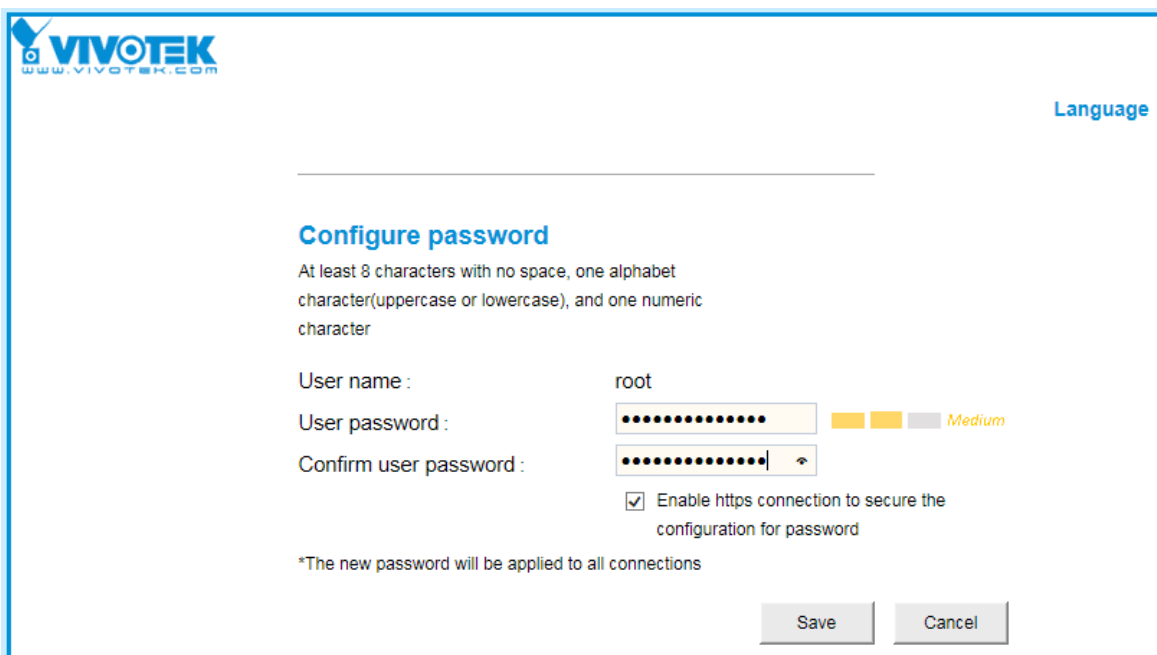 VIVOTEK
www.vivotek.com
Language
Configure password
At least 8 characters with no space, one alphabet
character(uppercase or lowercase), and one numeric
character
User name : root
User password : •••••••••••••• Medium
Confirm user password : ••••••••••••••
Enable https connection to secure the
configuration for password
*The new password will be applied to all connections
Save Cancel